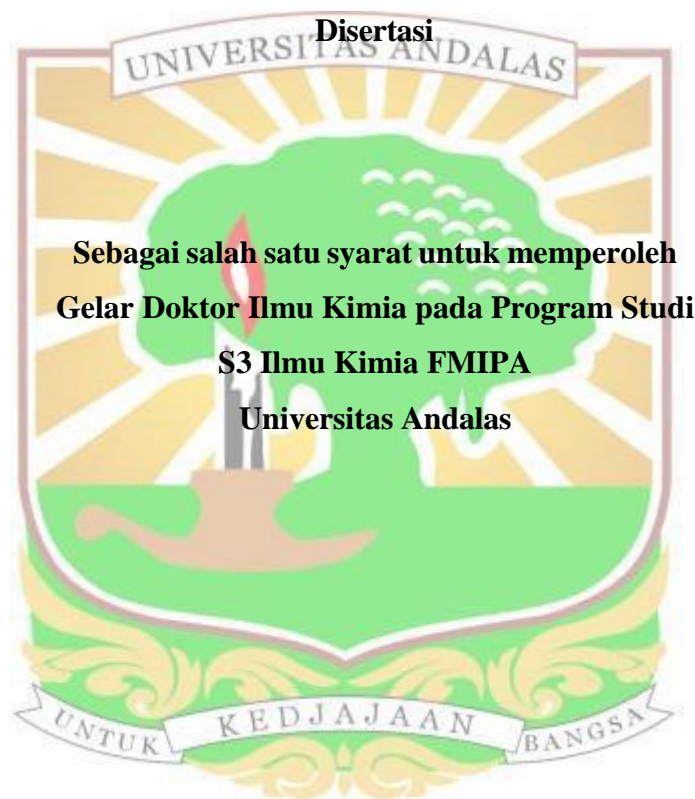 Disertasi
UNIVERSITAS ANDALAS
Sebagai salah satu syarat untuk memperoleh
Gelar Doktor Ilmu Kimia pada Program Studi
S3 Ilmu Kimia FMIPA
Universitas Andalas
UNTUK KEDJAJAAN BANGSA